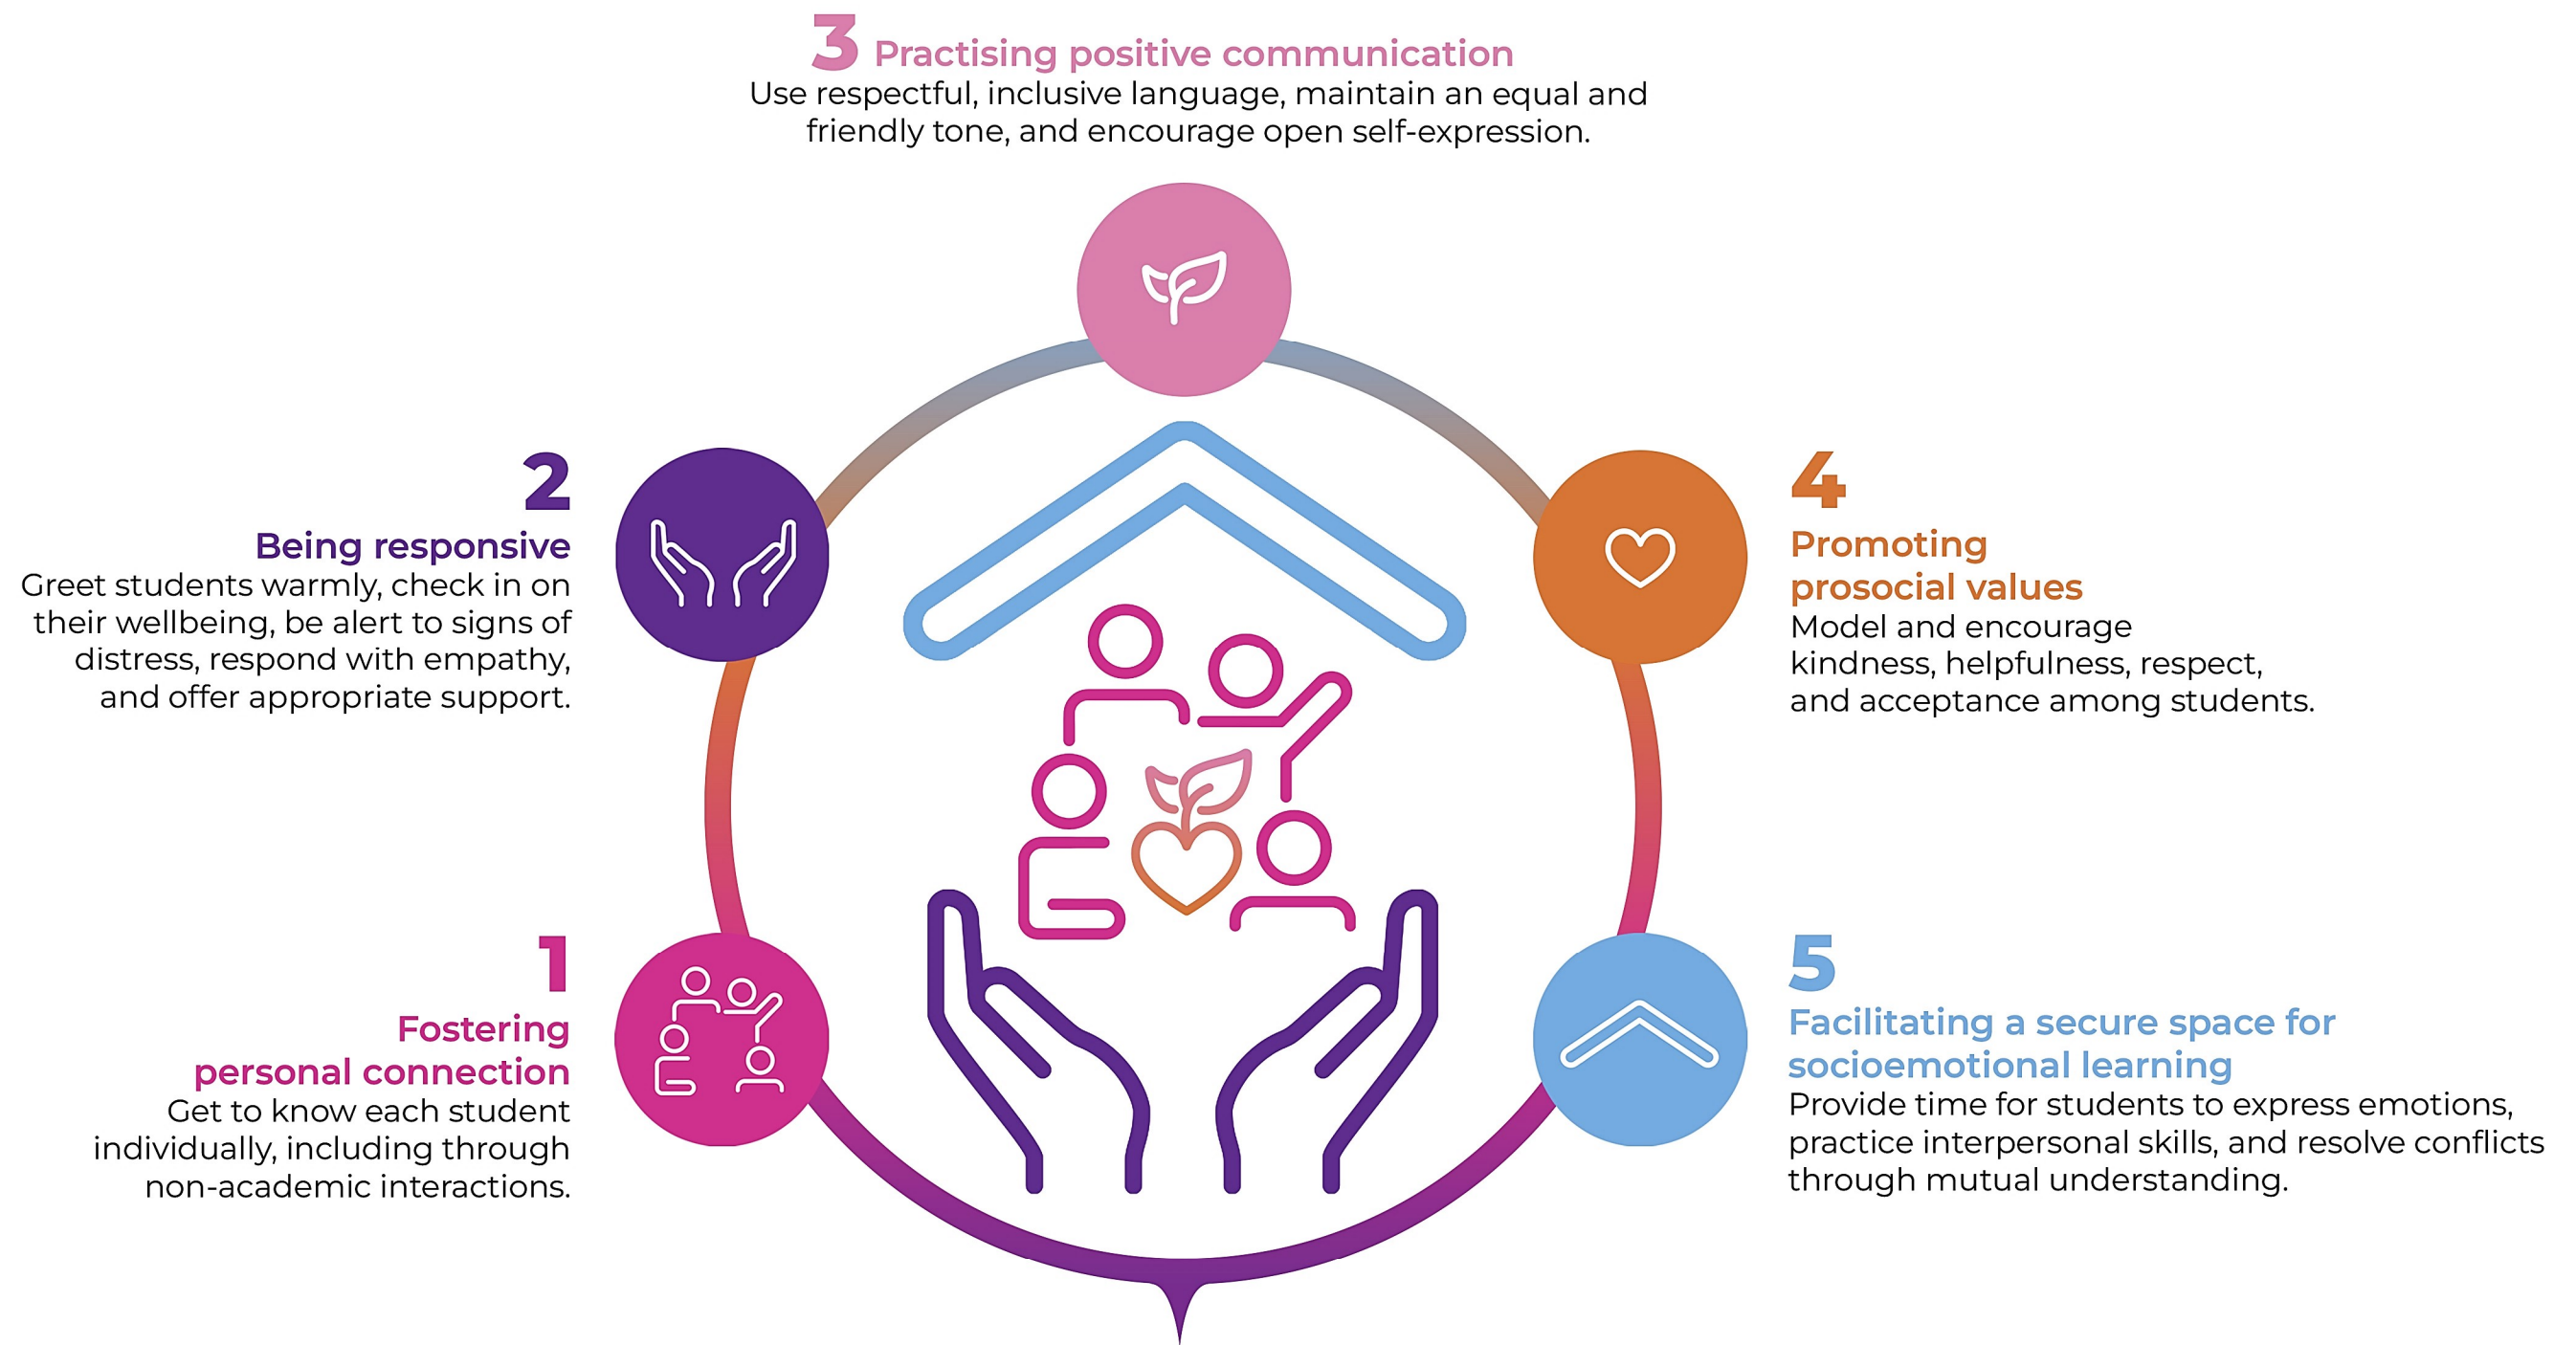 3 Practising positive communication
Use respectful, inclusive language, maintain an equal and
friendly tone, and encourage open self-expression.
2
Being responsive
Greet students warmly, check in on
their wellbeing, be alert to signs of
distress, respond with empathy,
and offer appropriate support.
4
Promoting
prosocial values
Model and encourage
kindness, helpfulness, respect,
and acceptance among students.
1
Fostering
personal connection
Get to know each student
individually, including through
non-academic interactions.
5
Facilitating a secure space for
socioemotional learning
Provide time for students to express emotions,
practice interpersonal skills, and resolve conflicts
through mutual understanding.